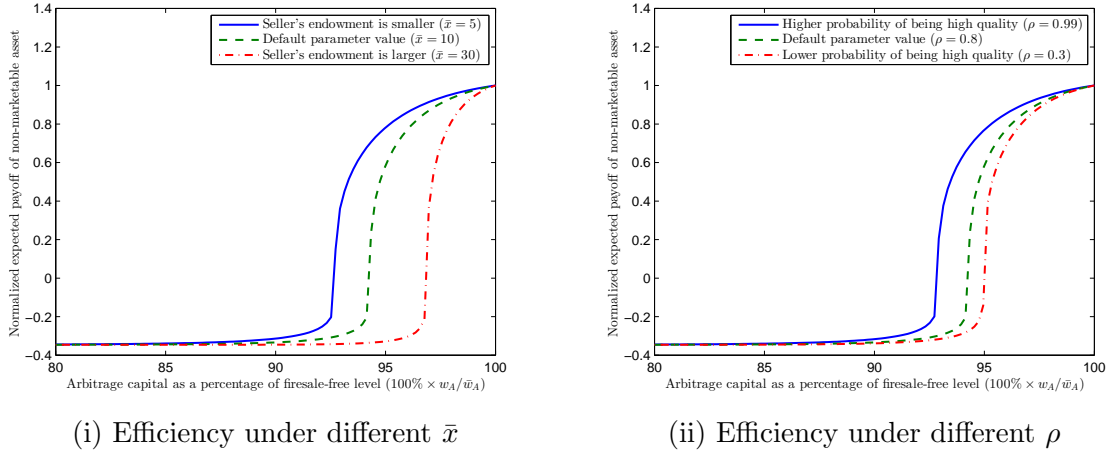 Normalized expected payoff of non-marketable asset
1.4
1.2
1
0.8
0.6
0.4
0.2
0
−0.2
−0.4
Seller's endowment is smaller (x̄ = 5)
Default parameter value (x̄ = 10)
Seller's endowment is larger (x̄ = 30)
80 85 90 95 100
Arbitrage capital as a percentage of firesale-free level (100% × w_A/w̄_A)
(i) Efficiency under different x̄
Normalized expected payoff of non-marketable asset
1.4
1.2
1
0.8
0.6
0.4
0.2
0
−0.2
−0.4
Higher probability of being high quality (ρ = 0.99)
Default parameter value (ρ = 0.8)
Lower probability of being high quality (ρ = 0.3)
80 85 90 95 100
Arbitrage capital as a percentage of firesale-free level (100% × w_A/w̄_A)
(ii) Efficiency under different ρ